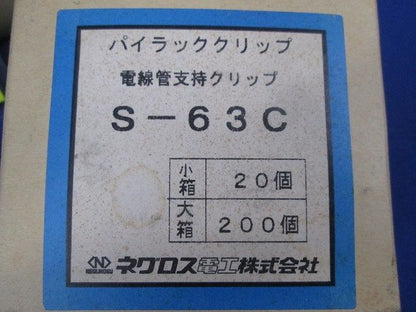 パイラッククリップ
電線管支持クリップ
S－63C
小箱 20個
大箱 200個
ネグロス電工株式会社